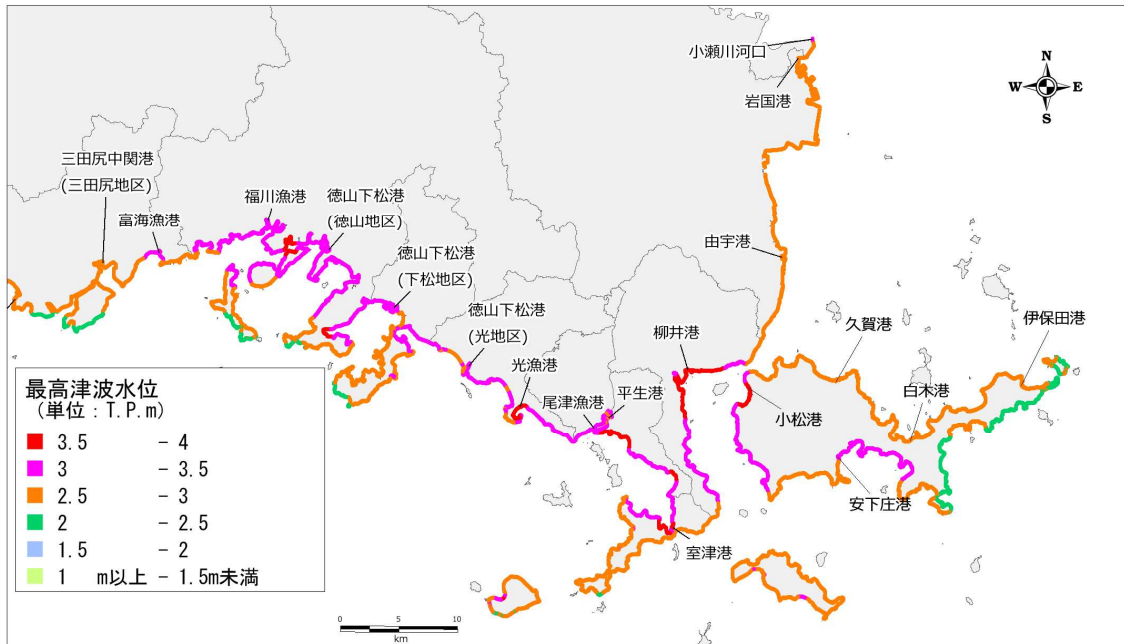 小瀬川河口
岩国港
N
W E
S
三田尻中関港
(三田尻地区)
富海漁港
福川漁港
徳山下松港
(徳山地区)
徳山下松港
(下松地区)
徳山下松港
(光地区)
光漁港
尾津漁港
平生港
柳井港
由宇港
久賀港
伊保田港
白木港
小松港
安下庄港
室津港
最高津波水位
(単位:T.P.m)
3.5 - 4
3 - 3.5
2.5 - 3
2 - 2.5
1.5 - 2
1 m以上 - 1.5m未満
0 5 10
km